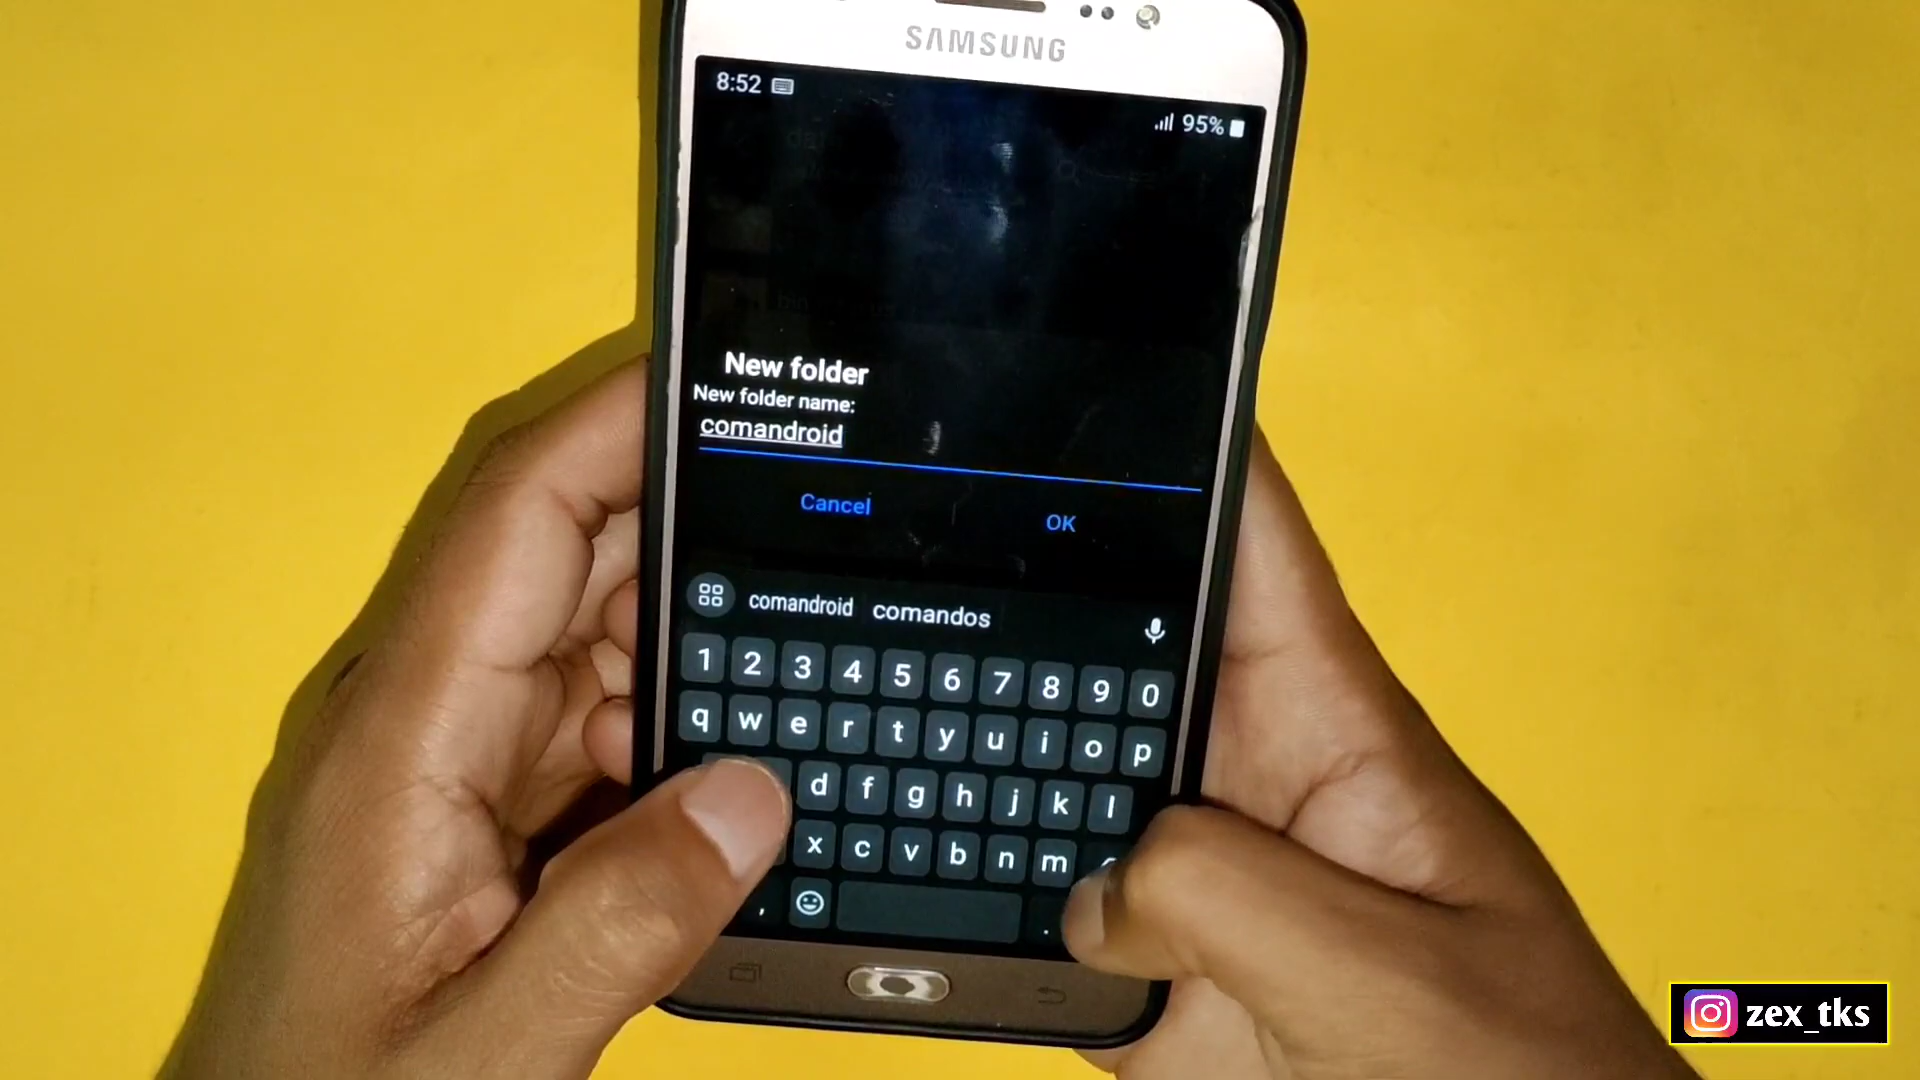 SAMSUNG
8:52
95%
New folder
New folder name:
comandroid
Cancel
OK
comandroid comandos
1 2 3 4 5 6 7 8 9 0
q w e r t y u i o p
d f g h j k l
x c v b n m
, .
zex_tks